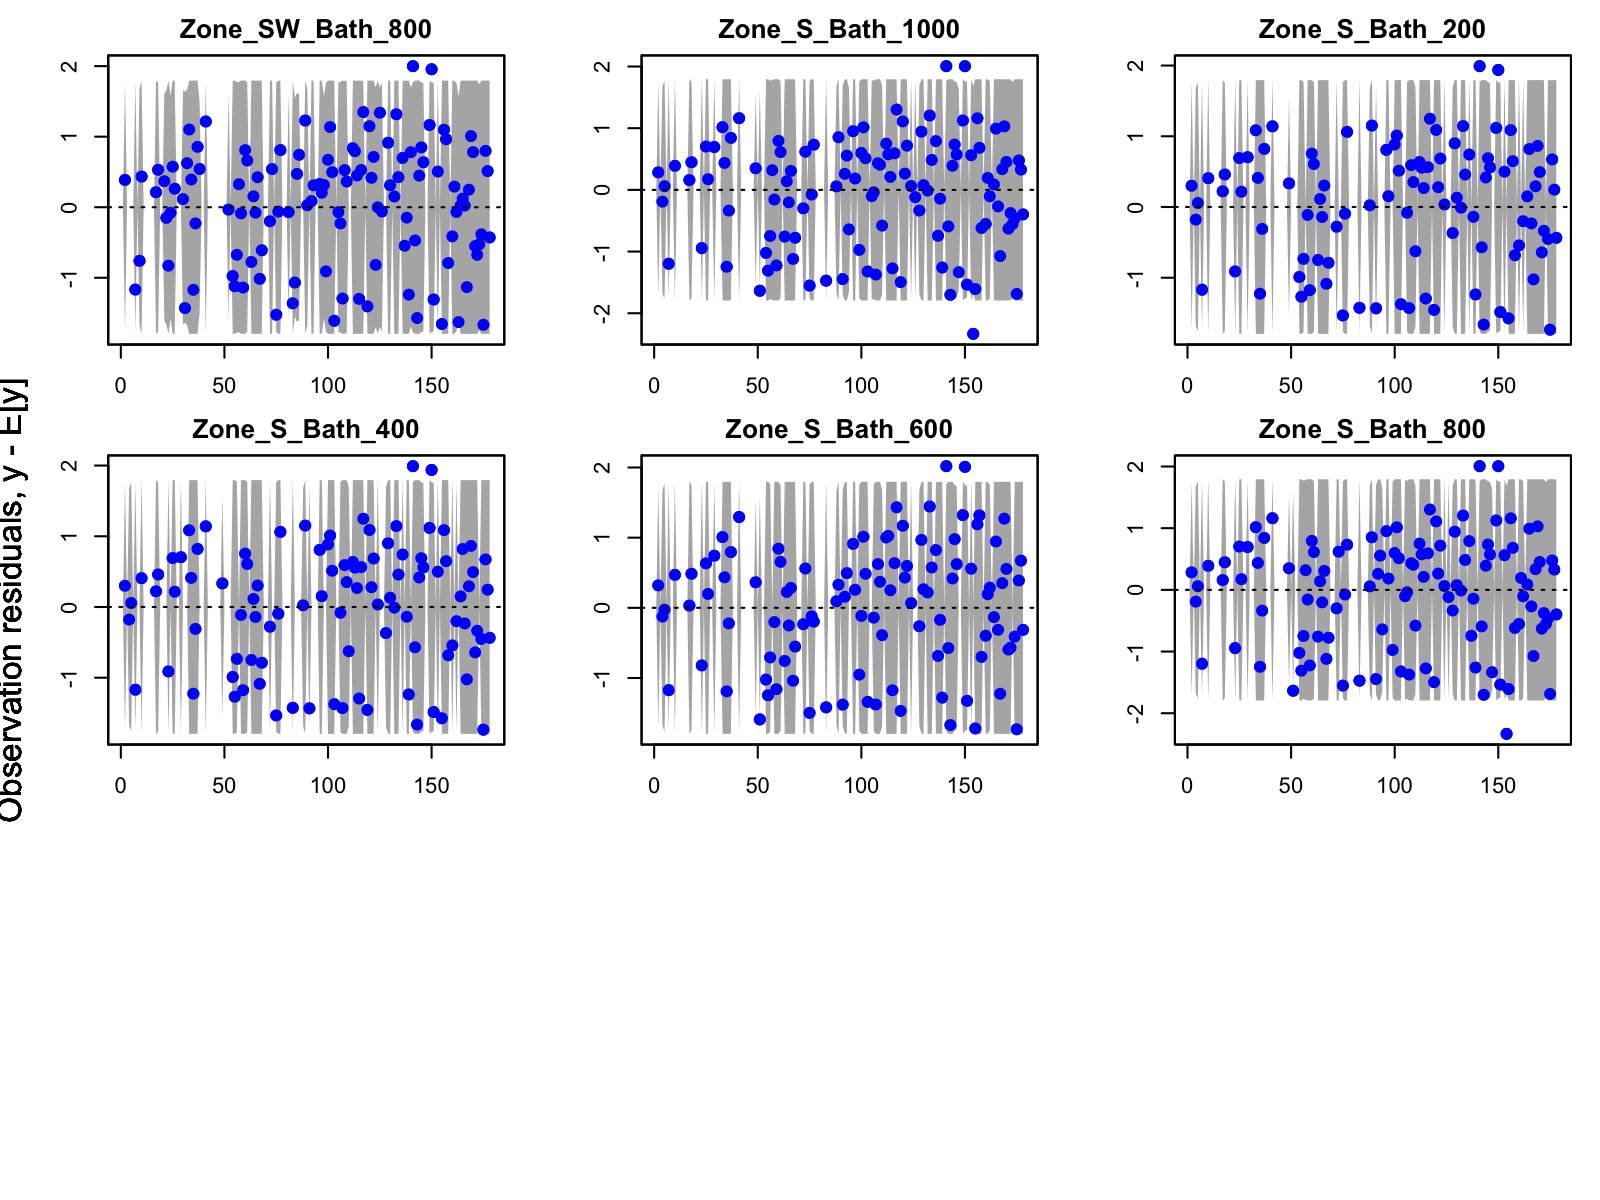 Zone_SW_Bath_800
2
1
0
-1
0 50 100 150
Zone_S_Bath_1000
2
1
0
-1
-2
0 50 100 150
Zone_S_Bath_200
2
1
0
-1
0 50 100 150
Observation residuals, y - E[y]
Zone_S_Bath_400
2
1
0
-1
0 50 100 150
Zone_S_Bath_600
2
1
0
-1
0 50 100 150
Zone_S_Bath_800
2
1
0
-1
-2
0 50 100 150